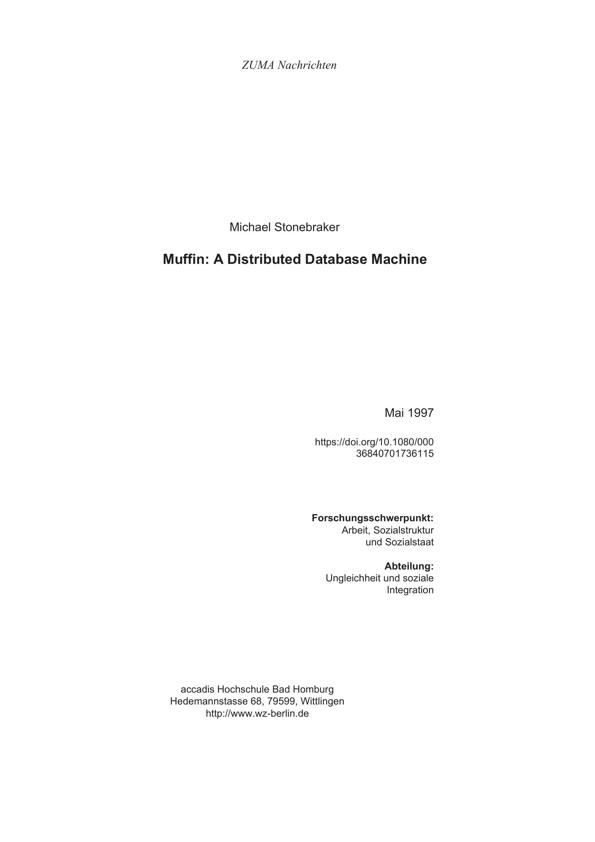 ZUMA Nachrichten
Michael Stonebraker
Muffin: A Distributed Database Machine
Mai 1997
https://doi.org/10.1080/000
36840701736115
Forschungsschwerpunkt:
Arbeit, Sozialstruktur
und Sozialstaat
Abteilung:
Ungleichheit und soziale
Integration
accadis Hochschule Bad Homburg
Hedemannstasse 68, 79599, Wittlingen
http://www.wz-berlin.de